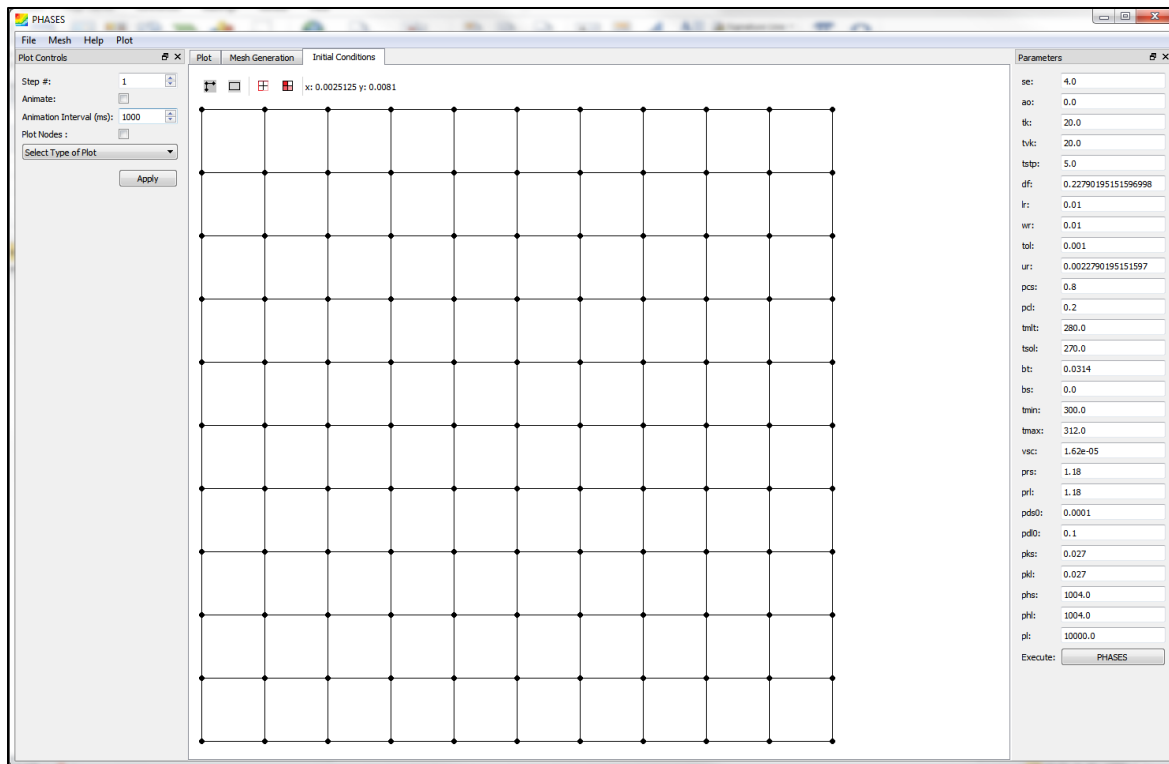 PHASES
File Mesh Help Plot
Plot Controls
Step #: 1
Animate:
Animation Interval (ms): 1000
Plot Nodes :
Select Type of Plot
Apply
Plot Mesh Generation Initial Conditions
x: 0.0025125 y: 0.0081
Parameters
se: 4.0
ao: 0.0
tk: 20.0
tvk: 20.0
tstp: 5.0
df: 0.22790195151596998
lr: 0.01
wr: 0.01
tol: 0.001
ur: 0.0022790195151597
pcs: 0.8
pcl: 0.2
tmlt: 280.0
tsol: 270.0
bt: 0.0314
bs: 0.0
tmin: 300.0
tmax: 312.0
vsc: 1.62e-05
prs: 1.18
prl: 1.18
pds0: 0.0001
pdl0: 0.1
pks: 0.027
pkl: 0.027
phs: 1004.0
phl: 1004.0
pl: 10000.0
Execute: PHASES